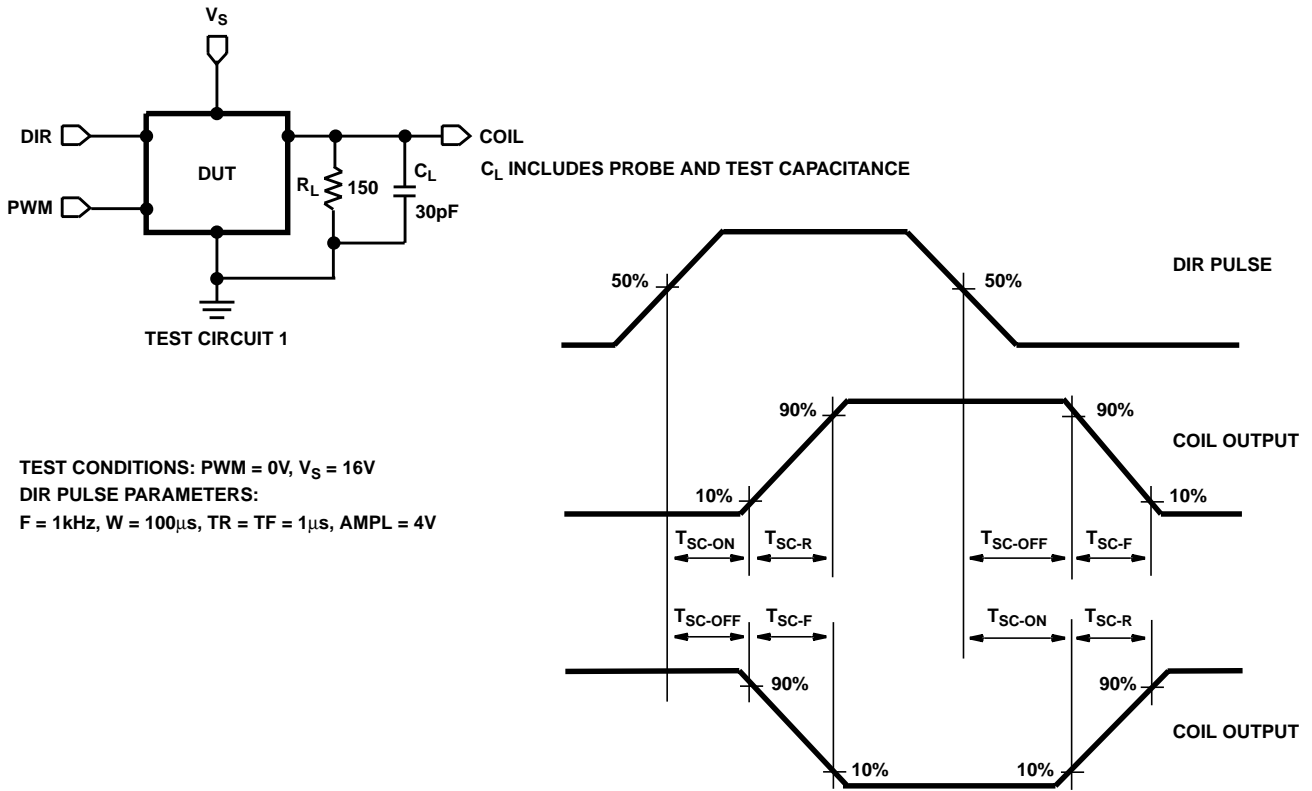 VS
DIR
DUT
COIL
PWM
RL
150
CL
30pF
CL INCLUDES PROBE AND TEST CAPACITANCE
TEST CIRCUIT 1
TEST CONDITIONS: PWM = 0V, VS = 16V
DIR PULSE PARAMETERS:
F = 1kHz, W = 100μs, TR = TF = 1μs, AMPL = 4V
DIR PULSE
50%
50%
90%
90%
COIL OUTPUT
10%
10%
TSC-ON
TSC-R
TSC-OFF
TSC-F
TSC-OFF
TSC-F
TSC-ON
TSC-R
90%
90%
COIL OUTPUT
10%
10%